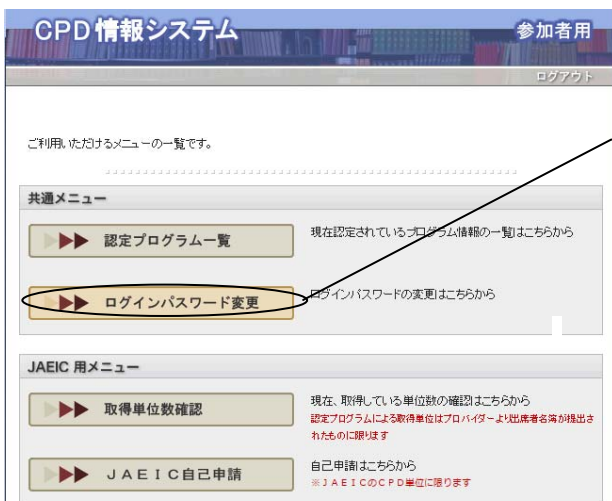 CPD情報システム
参加者用
ログアウト
ご利用いただけるメニューの一覧です。
共通メニュー
認定プログラム一覧
現在認定されているプログラム情報の一覧はこちらから
ログインパスワード変更
ログインパスワードの変更はこちらから
JAEIC 用メニュー
取得単位数確認
現在、取得している単位数の確認はこちらから
認定プログラムによる取得単位はプロバイダーより出席者名簿が提出さ
れたものに限ります
ＪＡＥＩＣ自己申請
自己申請はこちらから
※ＪＡＥＩＣのＣＰＤ単位に限ります